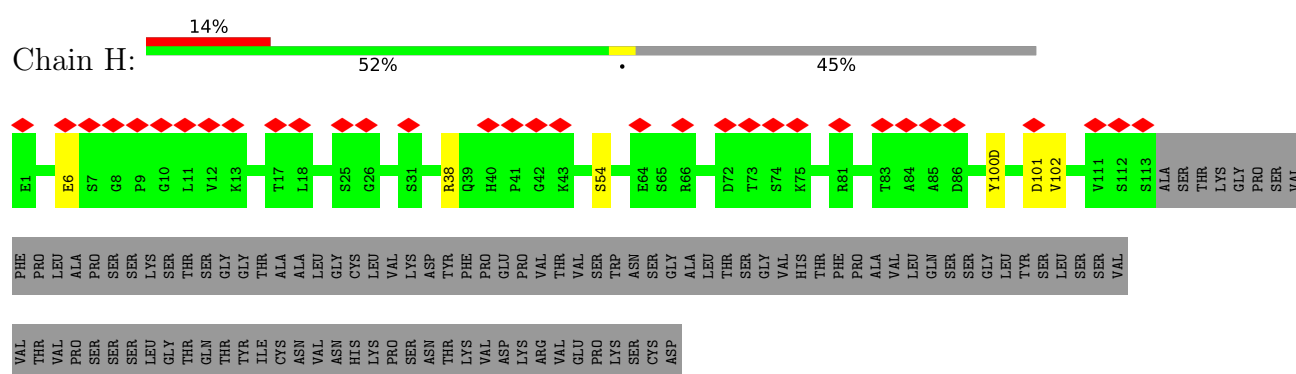 14%
Chain H:
52% • 45%
E1 E6 S7 G8 P9 G10 L11 V12 K13 T17 L18 S25 G26 S31 R38 Q39 H40 P41 G42 K43 S54 E64 S65 R66 D72 T73 S74 K75 R81 T83 A84 A85 D86 Y100D D101 V102 V111 S112 S113 ALA SER THR LYS GLY PRO SER VAL
PHE PRO LEU ALA PRO SER SER LYS SER THR SER GLY GLY THR ALA ALA LEU GLY CYS LEU VAL LYS ASP TYR PHE PRO GLU PRO VAL THR VAL SER TRP ASN SER GLY ALA LEU THR SER GLY VAL HIS THR PHE PRO ALA VAL LEU GLN SER SER GLY LEU TYR SER LEU SER SER VAL
VAL THR VAL PRO SER SER SER LEU GLY THR GLN THR TYR ILE CYS ASN VAL ASN HIS LYS PRO SER ASN THR LYS VAL ASP LYS ARG VAL GLU PRO LYS SER CYS ASP